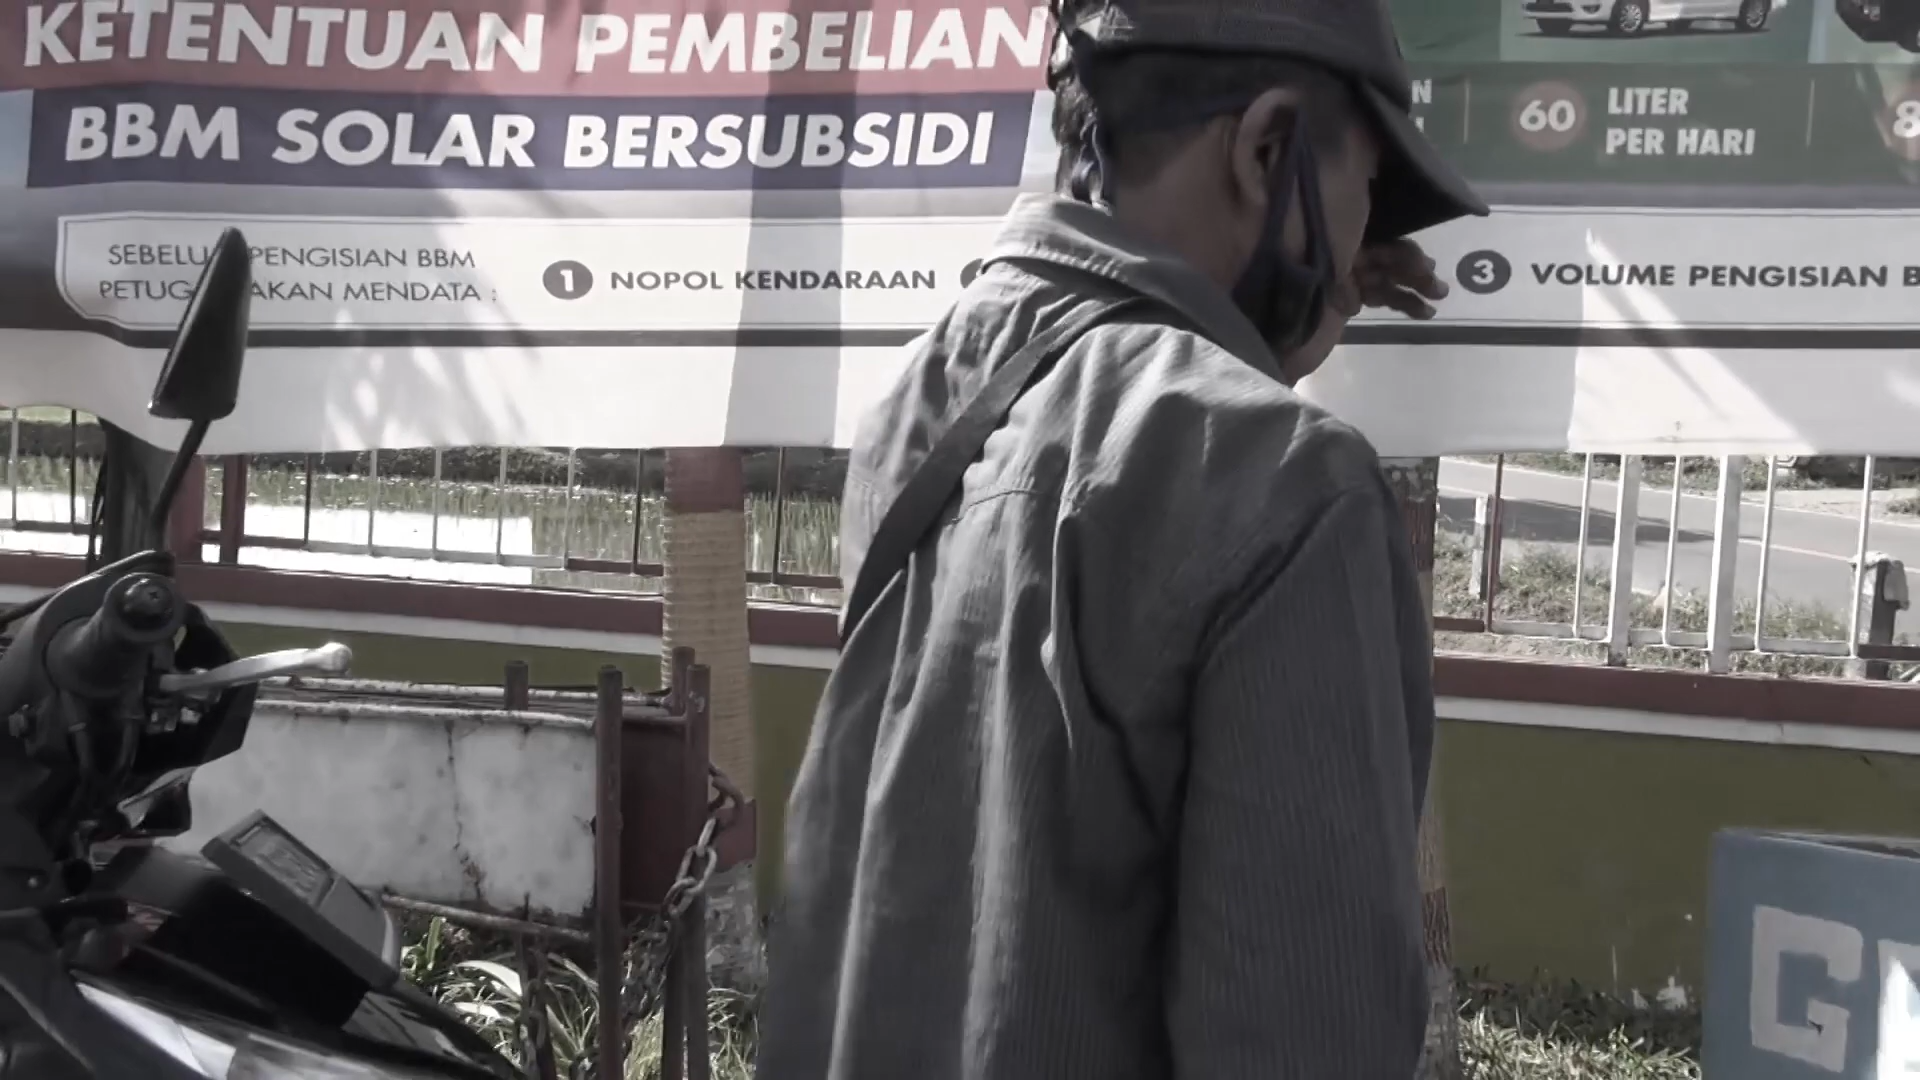 KETENTUAN PEMBELIAN
BBM SOLAR BERSUBSIDI
60 LITER
PER HARI
SEBELU PENGISIAN BBM
PETUG AKAN MENDATA :
1 NOPOL KENDARAAN
3 VOLUME PENGISIAN B
G